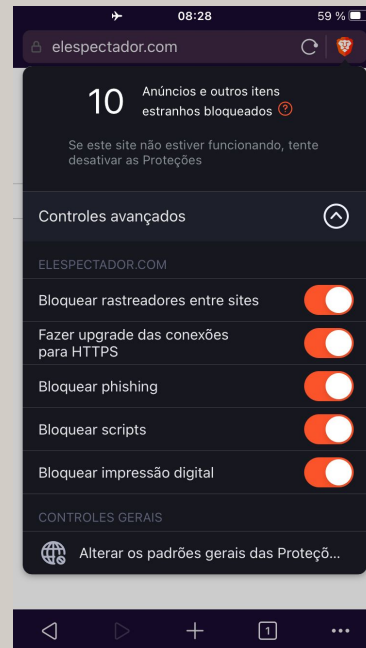 08:28
59 %
elespectador.com
10
Anúncios e outros itens
estranhos bloqueados
Se este site não estiver funcionando, tente
desativar as Proteções
Controles avançados
ELESPECTADOR.COM
Bloquear rastreadores entre sites
Fazer upgrade das conexões
para HTTPS
Bloquear phishing
Bloquear scripts
Bloquear impressão digital
CONTROLES GERAIS
Alterar os padrões gerais das Proteçõ...
1